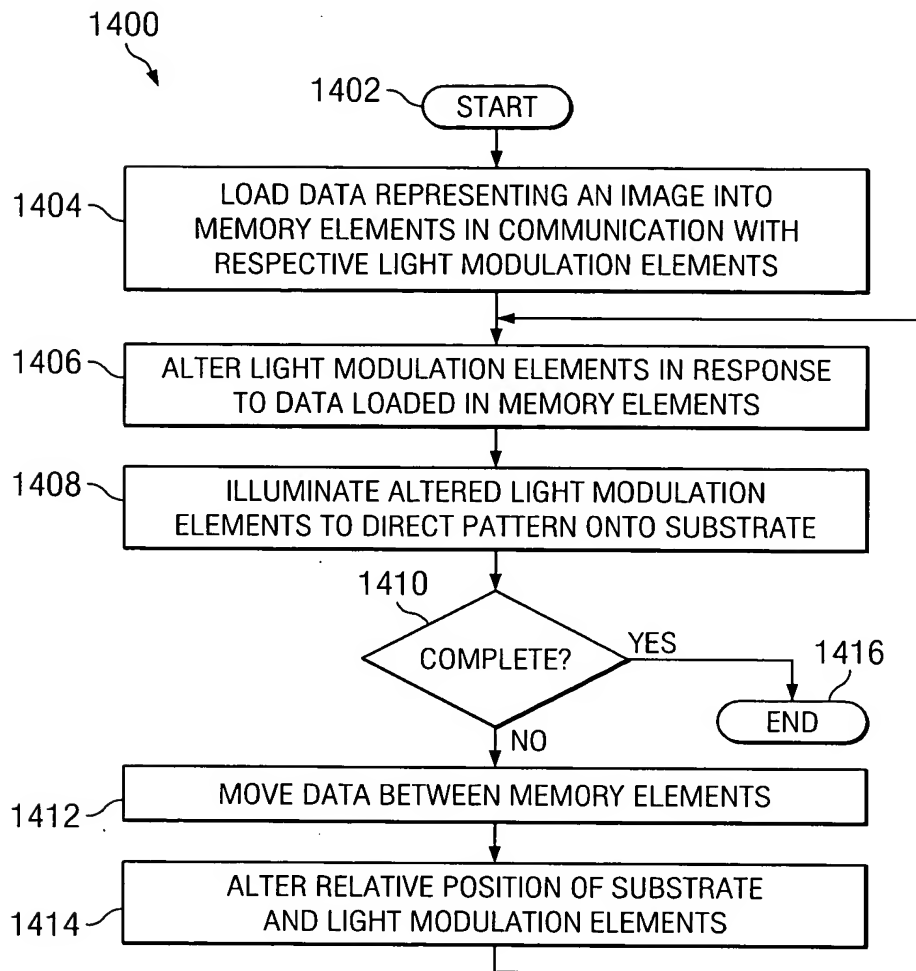 1400
1402
START
1404
LOAD DATA REPRESENTING AN IMAGE INTO
MEMORY ELEMENTS IN COMMUNICATION WITH
RESPECTIVE LIGHT MODULATION ELEMENTS
1406
ALTER LIGHT MODULATION ELEMENTS IN RESPONSE
TO DATA LOADED IN MEMORY ELEMENTS
1408
ILLUMINATE ALTERED LIGHT MODULATION
ELEMENTS TO DIRECT PATTERN ONTO SUBSTRATE
1410
COMPLETE?
YES
1416
END
NO
1412
MOVE DATA BETWEEN MEMORY ELEMENTS
1414
ALTER RELATIVE POSITION OF SUBSTRATE
AND LIGHT MODULATION ELEMENTS